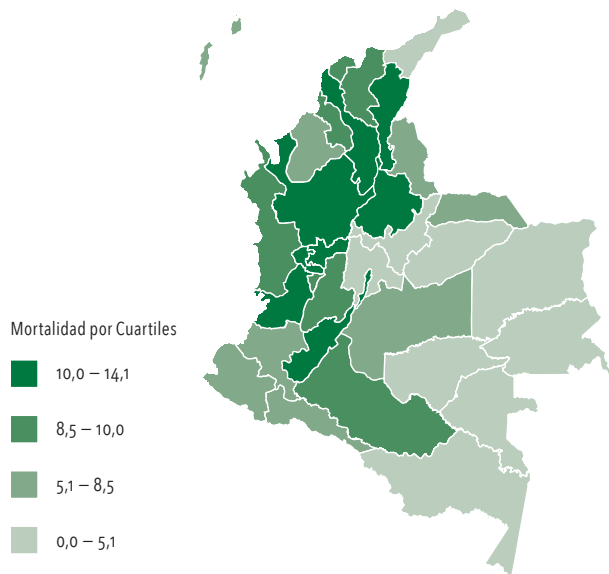 Mortalidad por Cuartiles
10,0 – 14,1
8,5 – 10,0
5,1 – 8,5
0,0 – 5,1